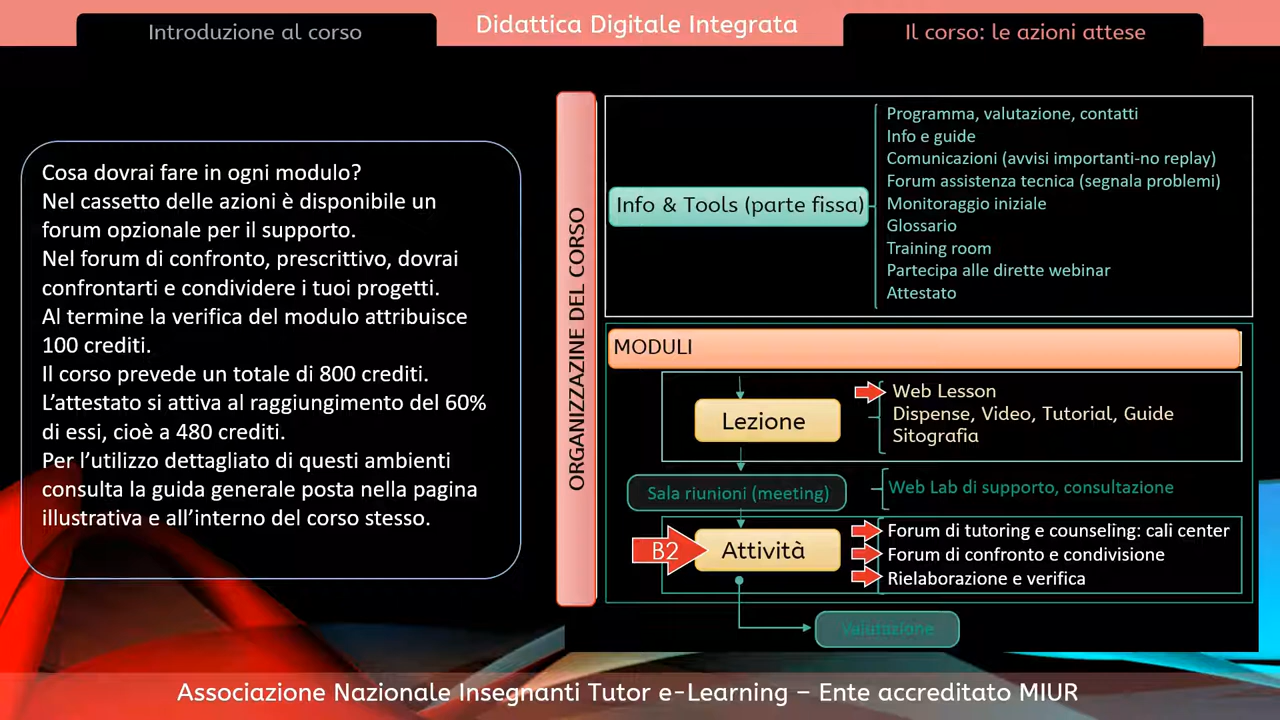 Introduzione al corso
Didattica Digitale Integrata
Il corso: le azioni attese
Cosa dovrai fare in ogni modulo?
Nel cassetto delle azioni è disponibile un
forum opzionale per il supporto.
Nel forum di confronto, prescrittivo, dovrai
confrontarti e condividere i tuoi progetti.
Al termine la verifica del modulo attribuisce
100 crediti.
Il corso prevede un totale di 800 crediti.
L’attestato si attiva al raggiungimento del 60%
di essi, cioè a 480 crediti.
Per l’utilizzo dettagliato di questi ambienti
consulta la guida generale posta nella pagina
illustrativa e all’interno del corso stesso.
ORGANIZZAZINE DEL CORSO
Info & Tools (parte fissa)
Programma, valutazione, contatti
Info e guide
Comunicazioni (avvisi importanti-no replay)
Forum assistenza tecnica (segnala problemi)
Monitoraggio iniziale
Glossario
Training room
Partecipa alle dirette webinar
Attestato
MODULI
Lezione
Web Lesson
Dispense, Video, Tutorial, Guide
Sitografia
Sala riunioni (meeting)
Web Lab di supporto, consultazione
B2
Attività
Forum di tutoring e counseling: cali center
Forum di confronto e condivisione
Rielaborazione e verifica
Valutazione
Associazione Nazionale Insegnanti Tutor e-Learning – Ente accreditato MIUR